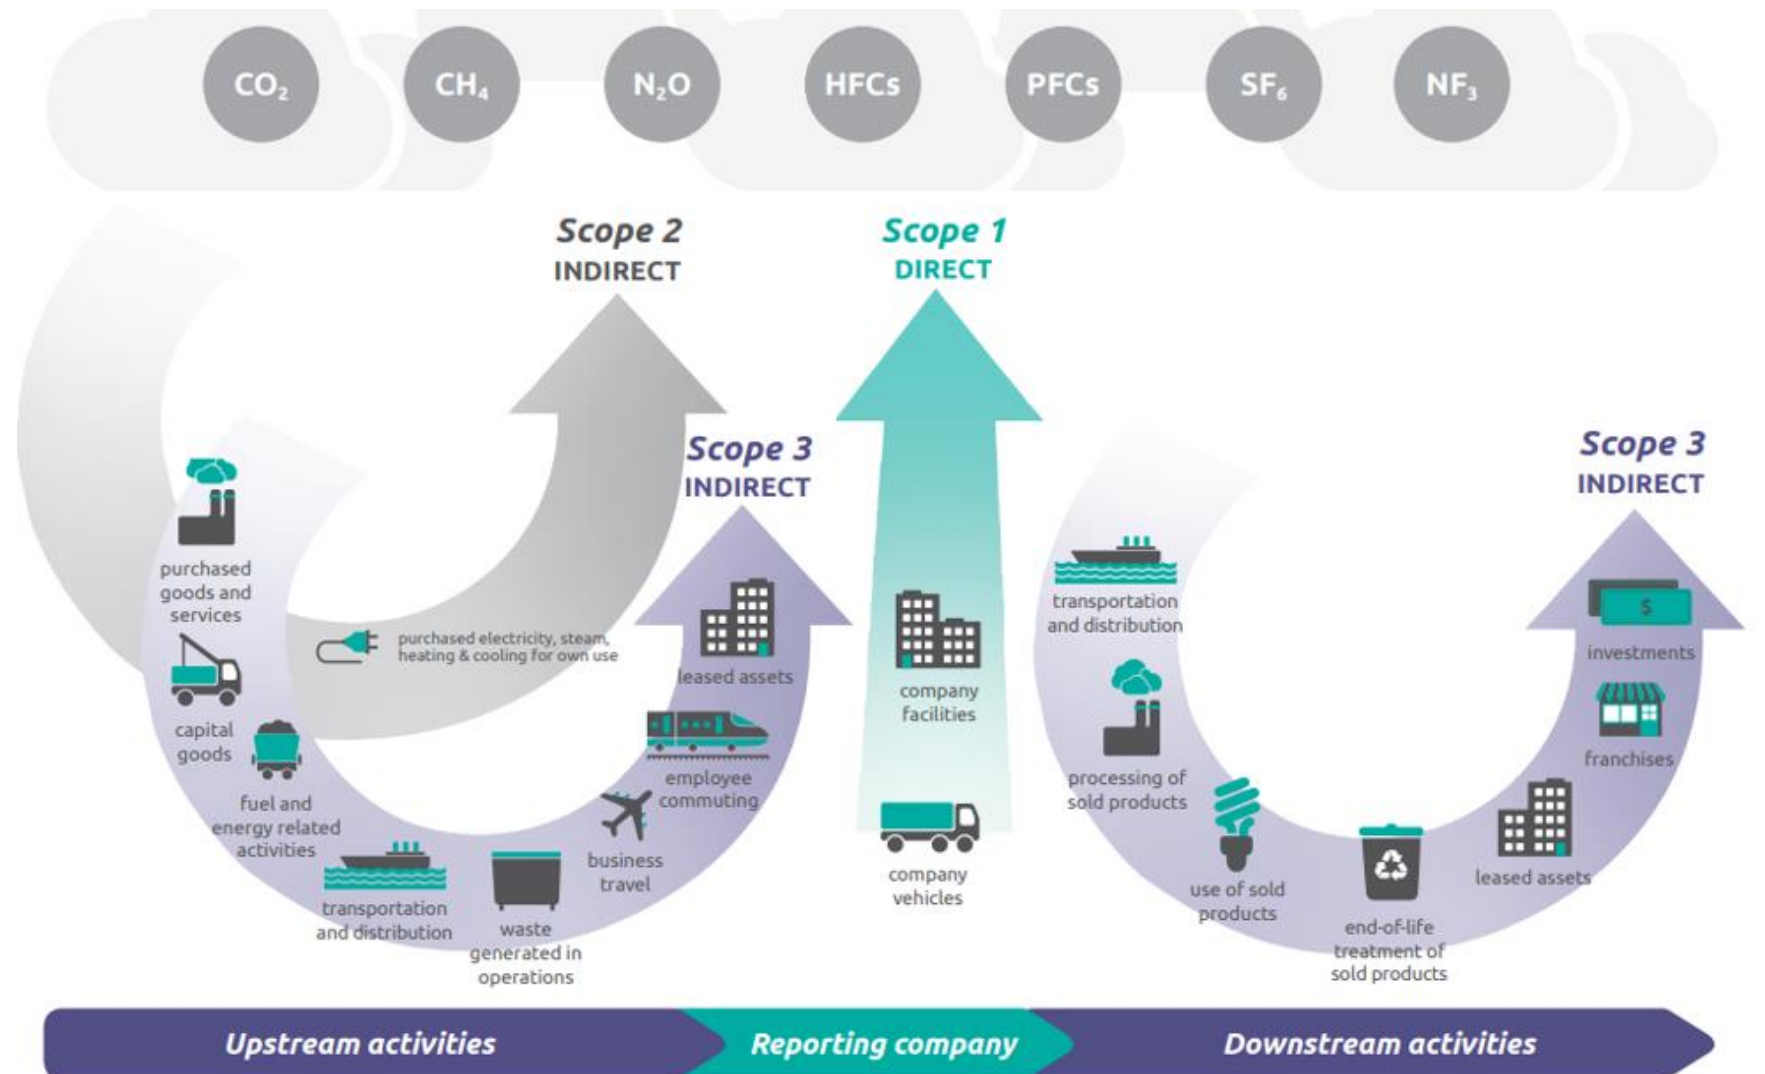 CO₂
CH₄
N₂O
HFCs
PFCs
SF₆
NF₃
Scope 2
INDIRECT
Scope 1
DIRECT
Scope 3
INDIRECT
Scope 3
INDIRECT
purchased
goods and
services
capital
goods
fuel and
energy related
activities
transportation
and distribution
waste
generated in
operations
business
travel
employee
commuting
leased assets
purchased electricity, steam,
heating & cooling for own use
company
facilities
company
vehicles
transportation
and distribution
processing of
sold products
use of sold
products
end-of-life
treatment of
sold products
leased assets
franchises
investments
$
Upstream activities
Reporting company
Downstream activities